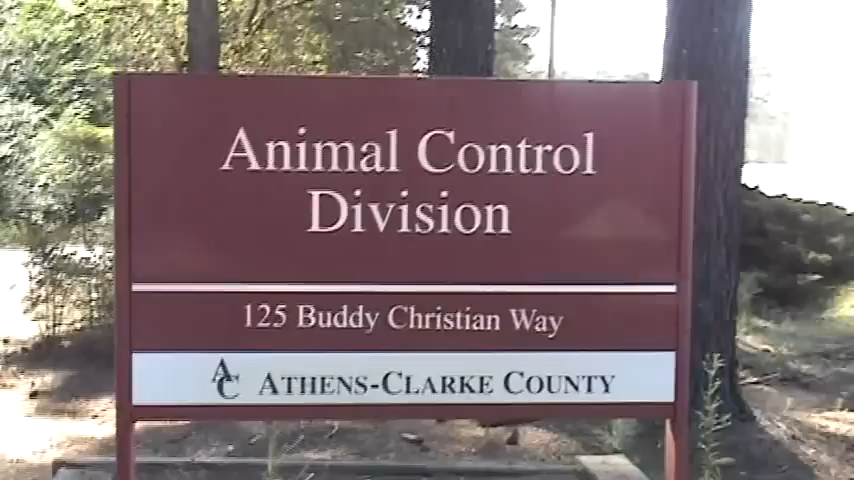 Animal Control
Division
125 Buddy Christian Way
AC ATHENS-CLARKE COUNTY